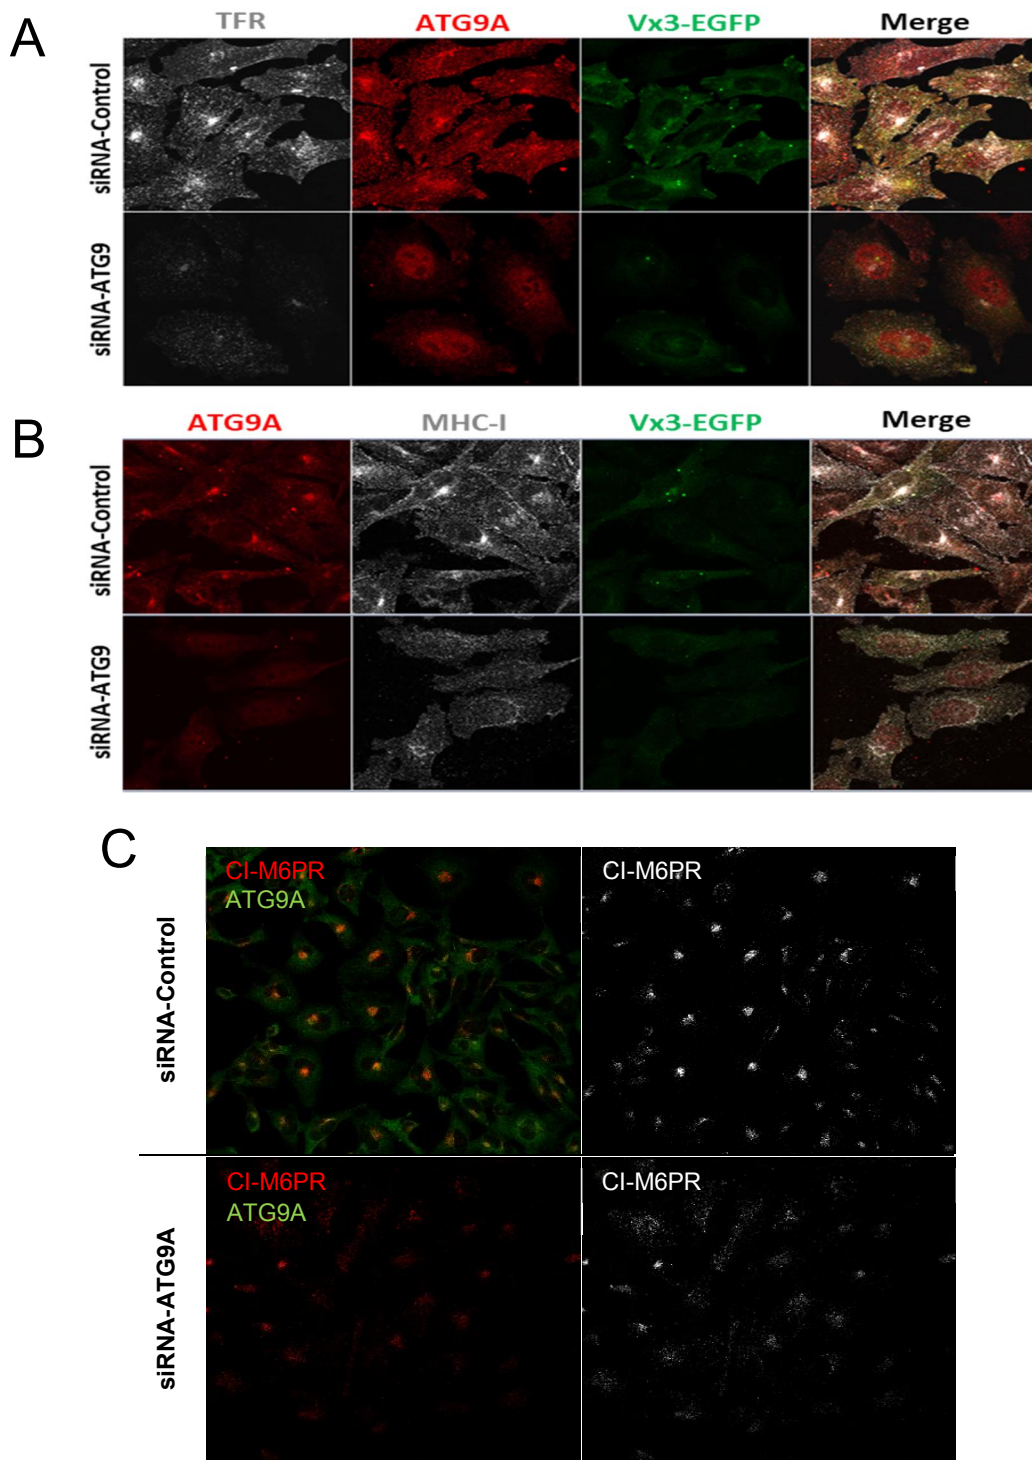 A
TFR ATG9A Vx3-EGFP Merge
siRNA-Control
siRNA-ATG9
B
ATG9A MHC-I Vx3-EGFP Merge
siRNA-Control
siRNA-ATG9
C
CI-M6PR
ATG9A
CI-M6PR
siRNA-Control
CI-M6PR
ATG9A
CI-M6PR
siRNA-ATG9A